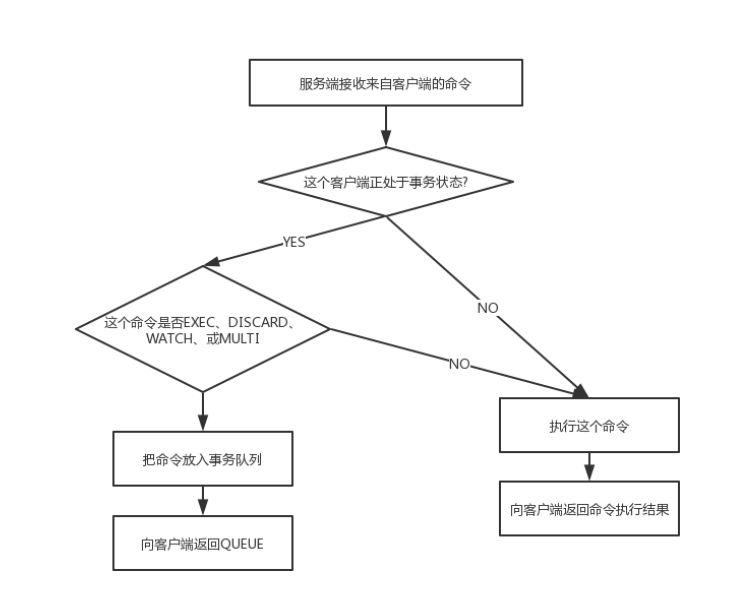 服务端接收来自客户端的命令
这个客户端正处于事务状态?
YES
NO
这个命令是否EXEC、DISCARD、
WATCH、或MULTI
NO
执行这个命令
把命令放入事务队列
向客户端返回命令执行结果
向客户端返回QUEUE